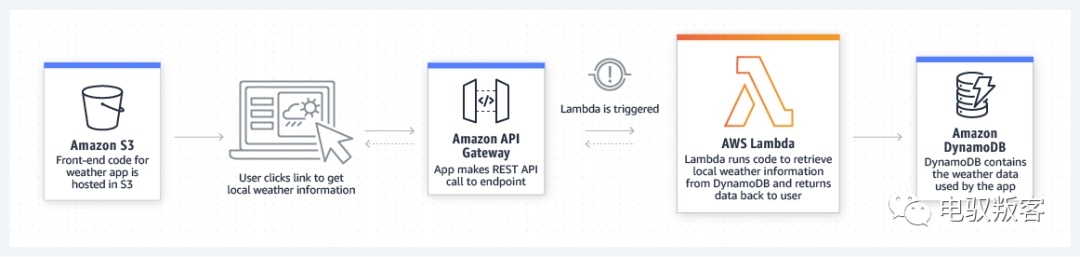 Amazon S3
Front-end code for
weather app is
hosted in S3
User clicks link to get
local weather information
Amazon API
Gateway
App makes REST API
call to endpoint
Lambda is triggered
AWS Lambda
Lambda runs code to retrieve
local weather information
from DynamoDB and returns
data back to user
Amazon
DynamoDB
DynamoDB contains
the weather data
used by the app
电驭叛客